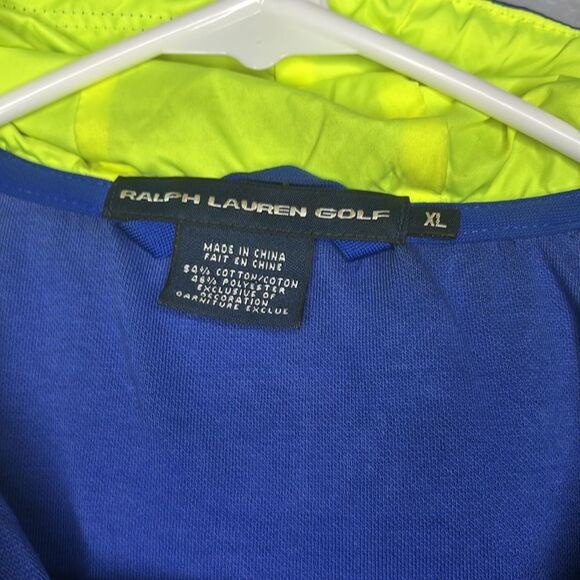 RALPH LAUREN GOLF XL
MADE IN CHINA
FAIT EN CHINE
54% COTTON/COTON
46% POLYESTER
EXCLUSIVE OF
DECORATION
GARNITURE EXCLUE